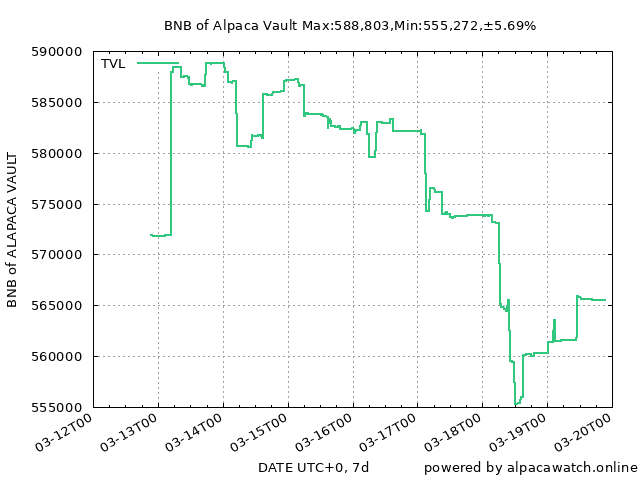 BNB of Alpaca Vault Max:588,803,Min:555,272,±5.69%
TVL
590000
585000
580000
575000
570000
565000
560000
555000
BNB of ALAPACA VAULT
03-12T00
03-13T00
03-14T00
03-15T00
03-16T00
03-17T00
03-18T00
03-19T00
03-20T00
DATE UTC+0, 7d
powered by alpacawatch.online